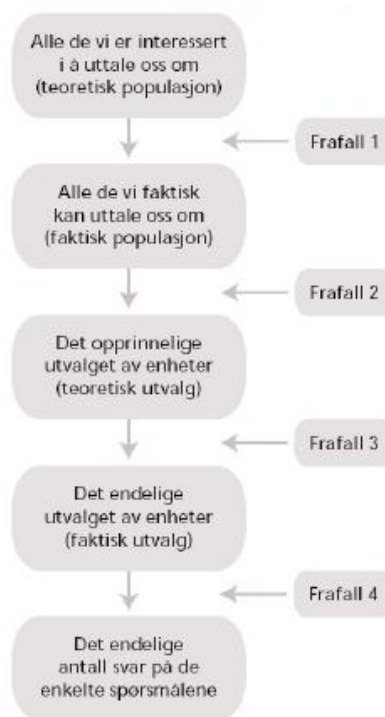 Alle de vi er interessert
i å uttale oss om
(teoretisk populasjon)
Frafall 1
Alle de vi faktisk
kan uttale oss om
(faktisk populasjon)
Frafall 2
Det opprinnelige
utvalget av enheter
(teoretisk utvalg)
Frafall 3
Det endelige
utvalget av enheter
(faktisk utvalg)
Frafall 4
Det endelige
antall svar på de
enkelte spørsmålene